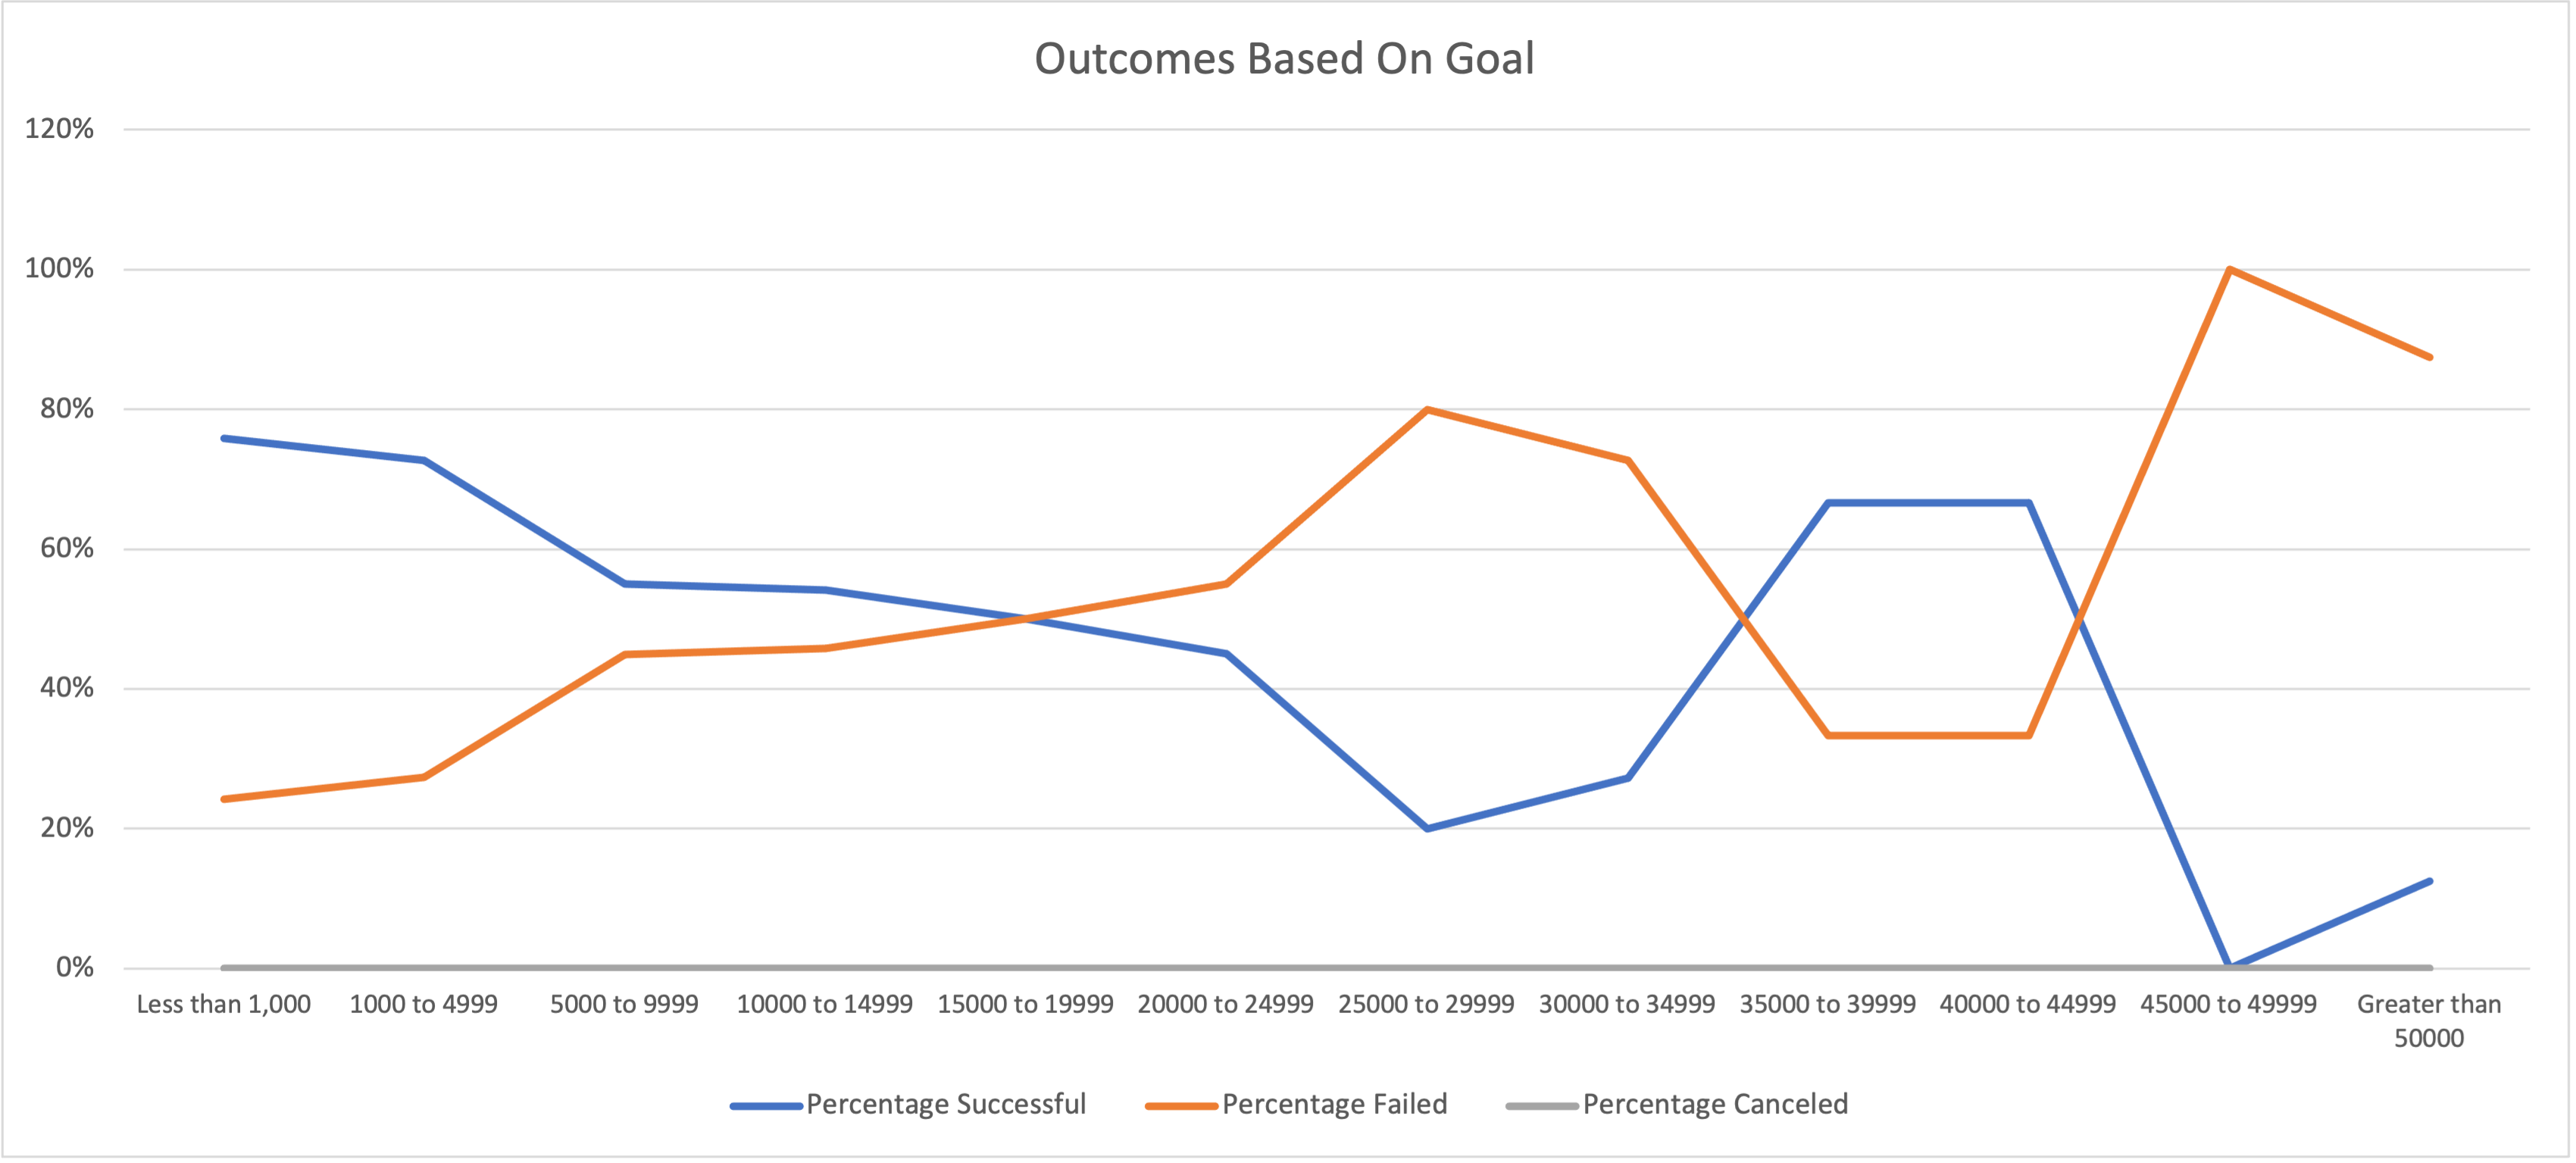 Outcomes Based On Goal
120%
100%
80%
60%
40%
20%
0%
Less than 1,000 1000 to 4999 5000 to 9999 10000 to 14999 15000 to 19999 20000 to 24999 25000 to 29999 30000 to 34999 35000 to 39999 40000 to 44999 45000 to 49999 Greater than
50000
Percentage Successful Percentage Failed Percentage Canceled